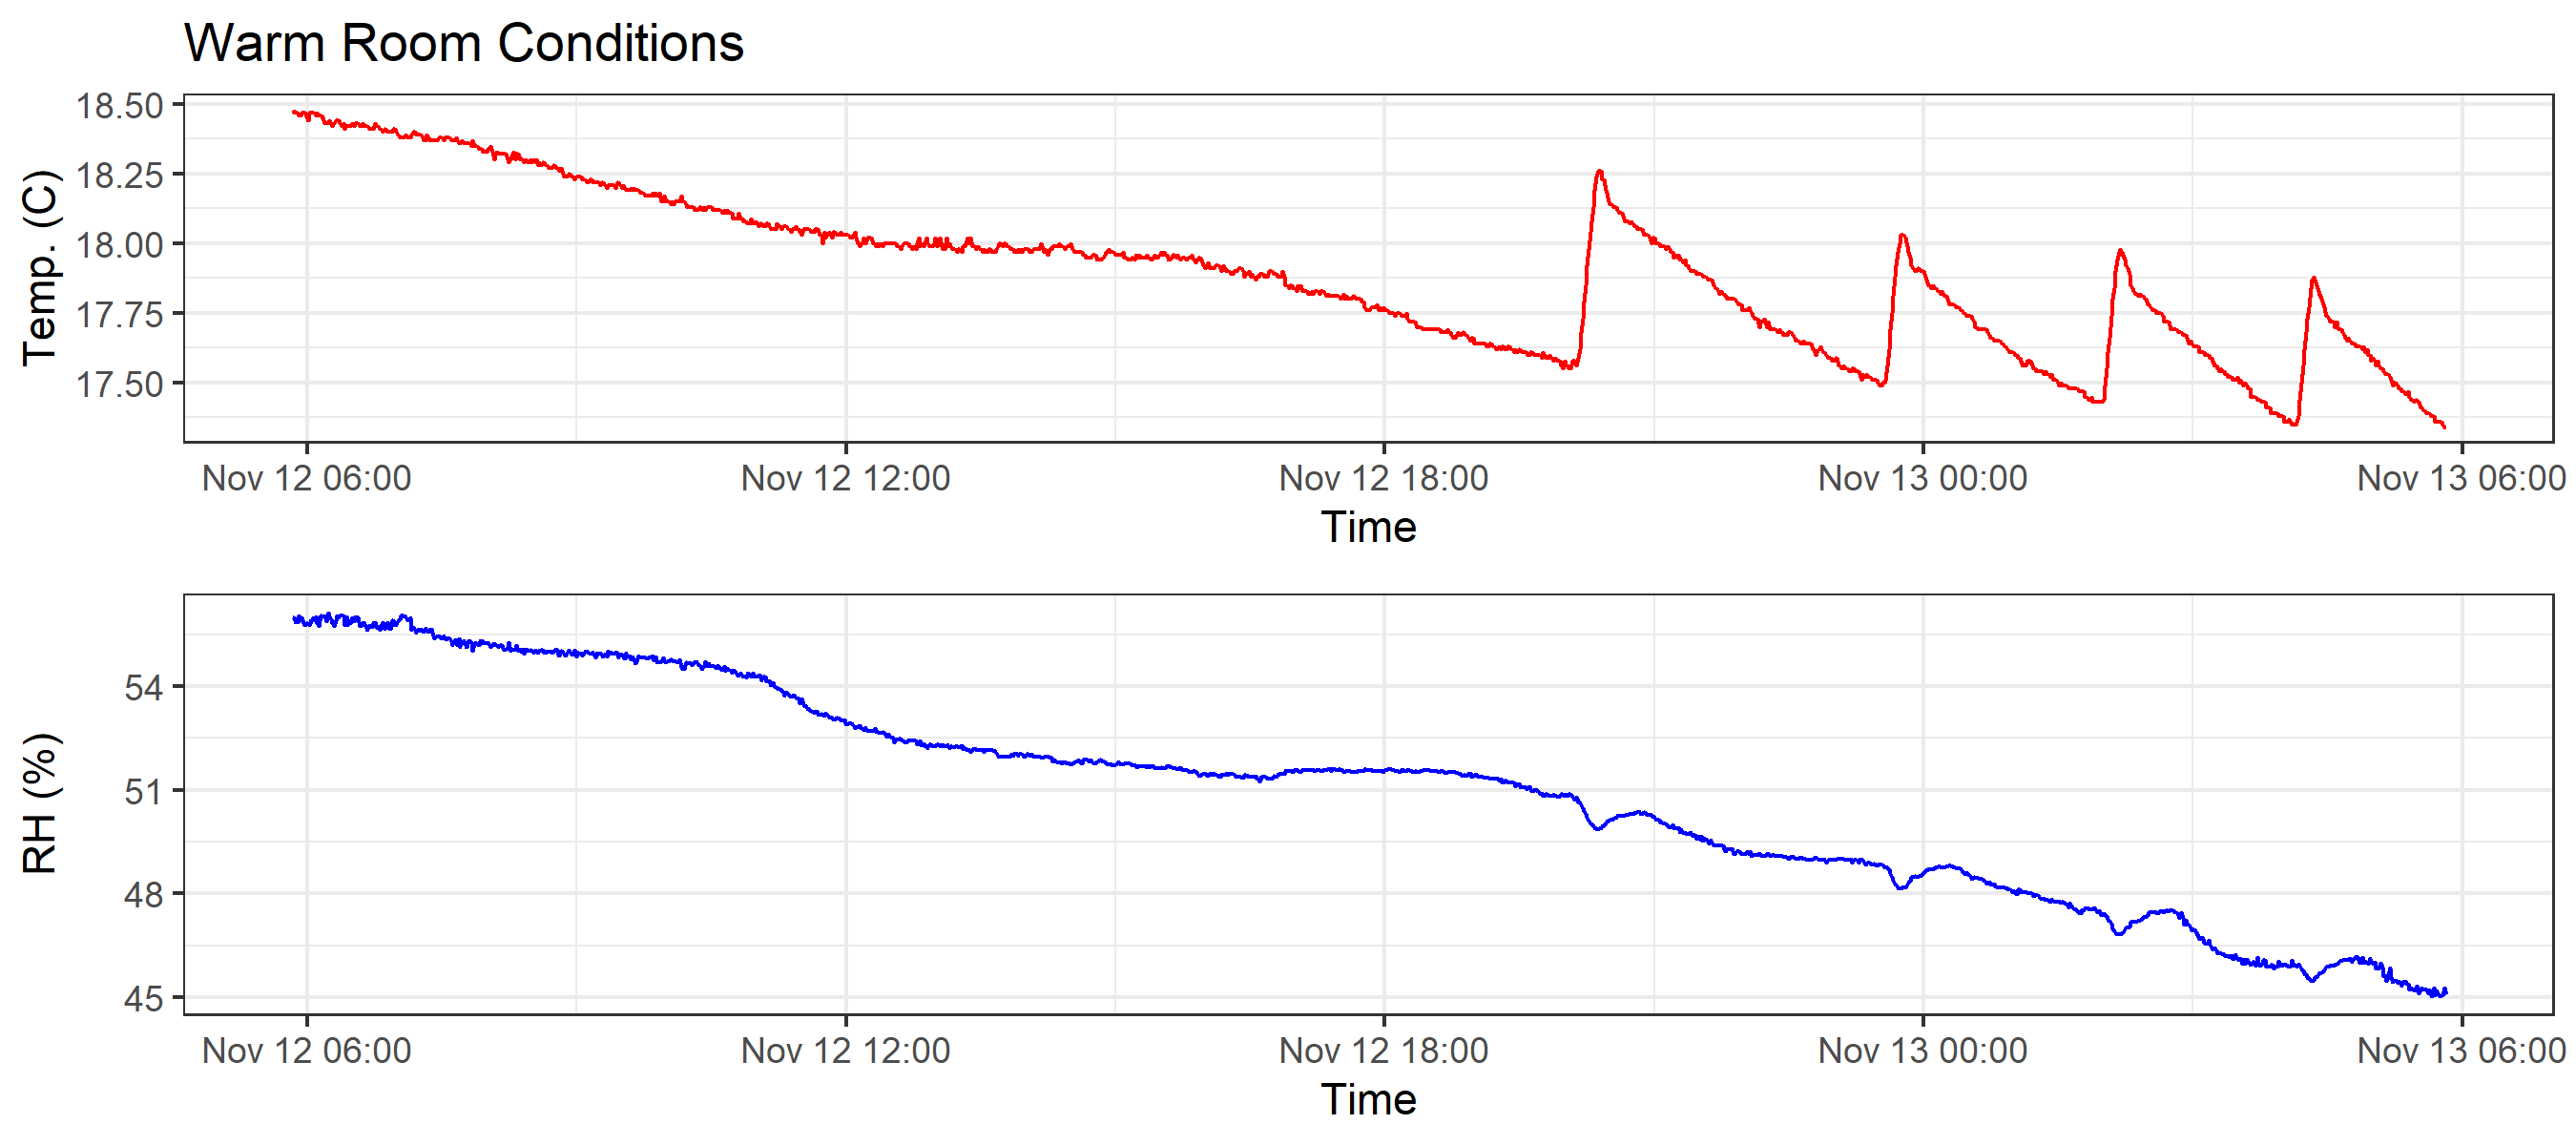 Warm Room Conditions
18.50
18.25
18.00
17.75
17.50
Temp. (C)
Nov 12 06:00 Nov 12 12:00 Nov 12 18:00 Nov 13 00:00 Nov 13 06:00
Time
54
51
48
45
RH (%)
Nov 12 06:00 Nov 12 12:00 Nov 12 18:00 Nov 13 00:00 Nov 13 06:00
Time